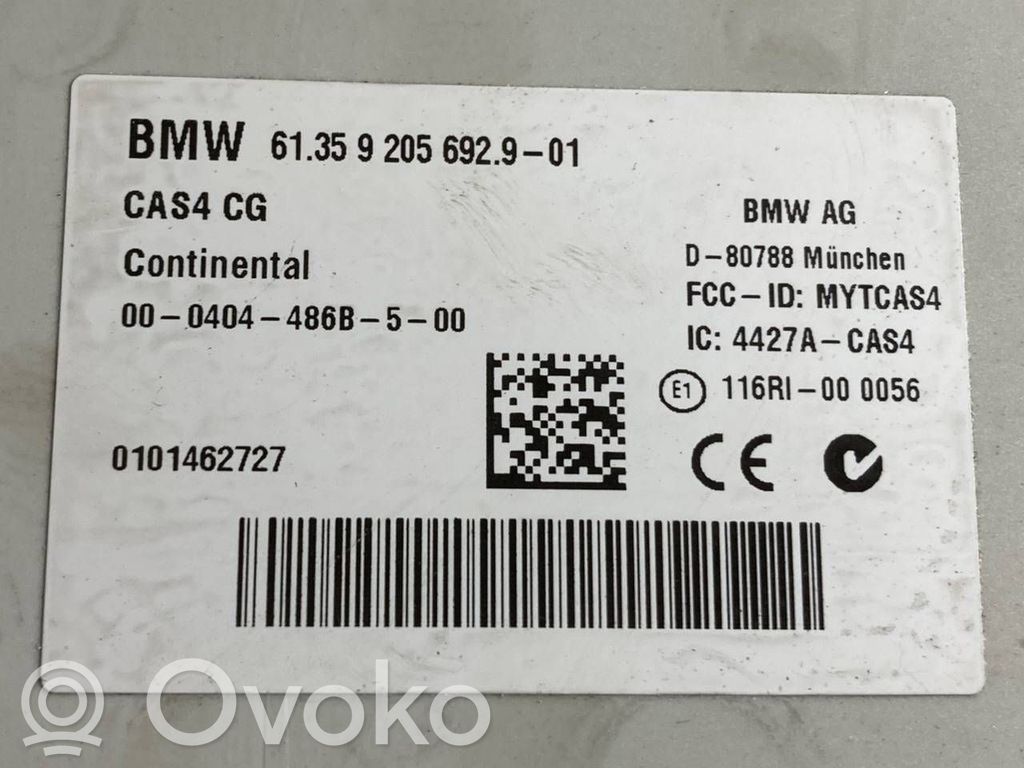 BMW 61.35 9 205 692.9-01
CAS4 CG
Continental
00-0404-486B-5-00
0101462727
BMW AG
D-80788 München
FCC-ID: MYTCAS4
IC: 4427A-CAS4
E1 116RI-00 0056
CE
Ovoko